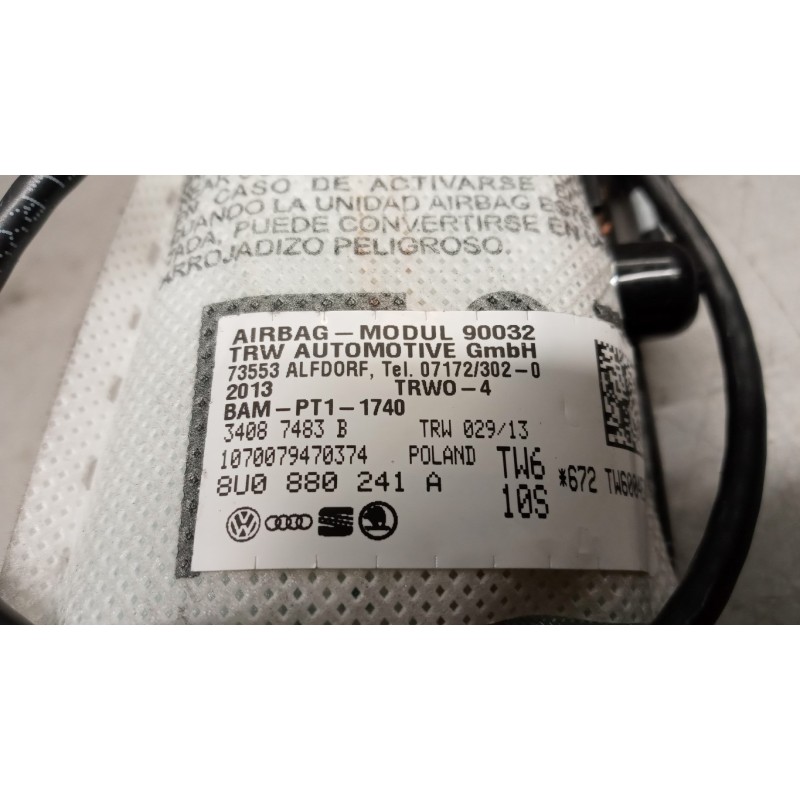 CASO DE ACTIVARSE
LA UNIDAD AIRBAG
PUEDE CONVERTIRSE EN
ARROJADIZO PELIGROSO.
AIRBAG-MODUL 90032
TRW AUTOMOTIVE GmbH
73553 ALFDORF, Tel. 07172/302-0
2013 TRWO-4
BAM-PT1-1740
3408 7483 B TRW 029/13
1070079470374 POLAND TW6
8U0 880 241 A 10S *672